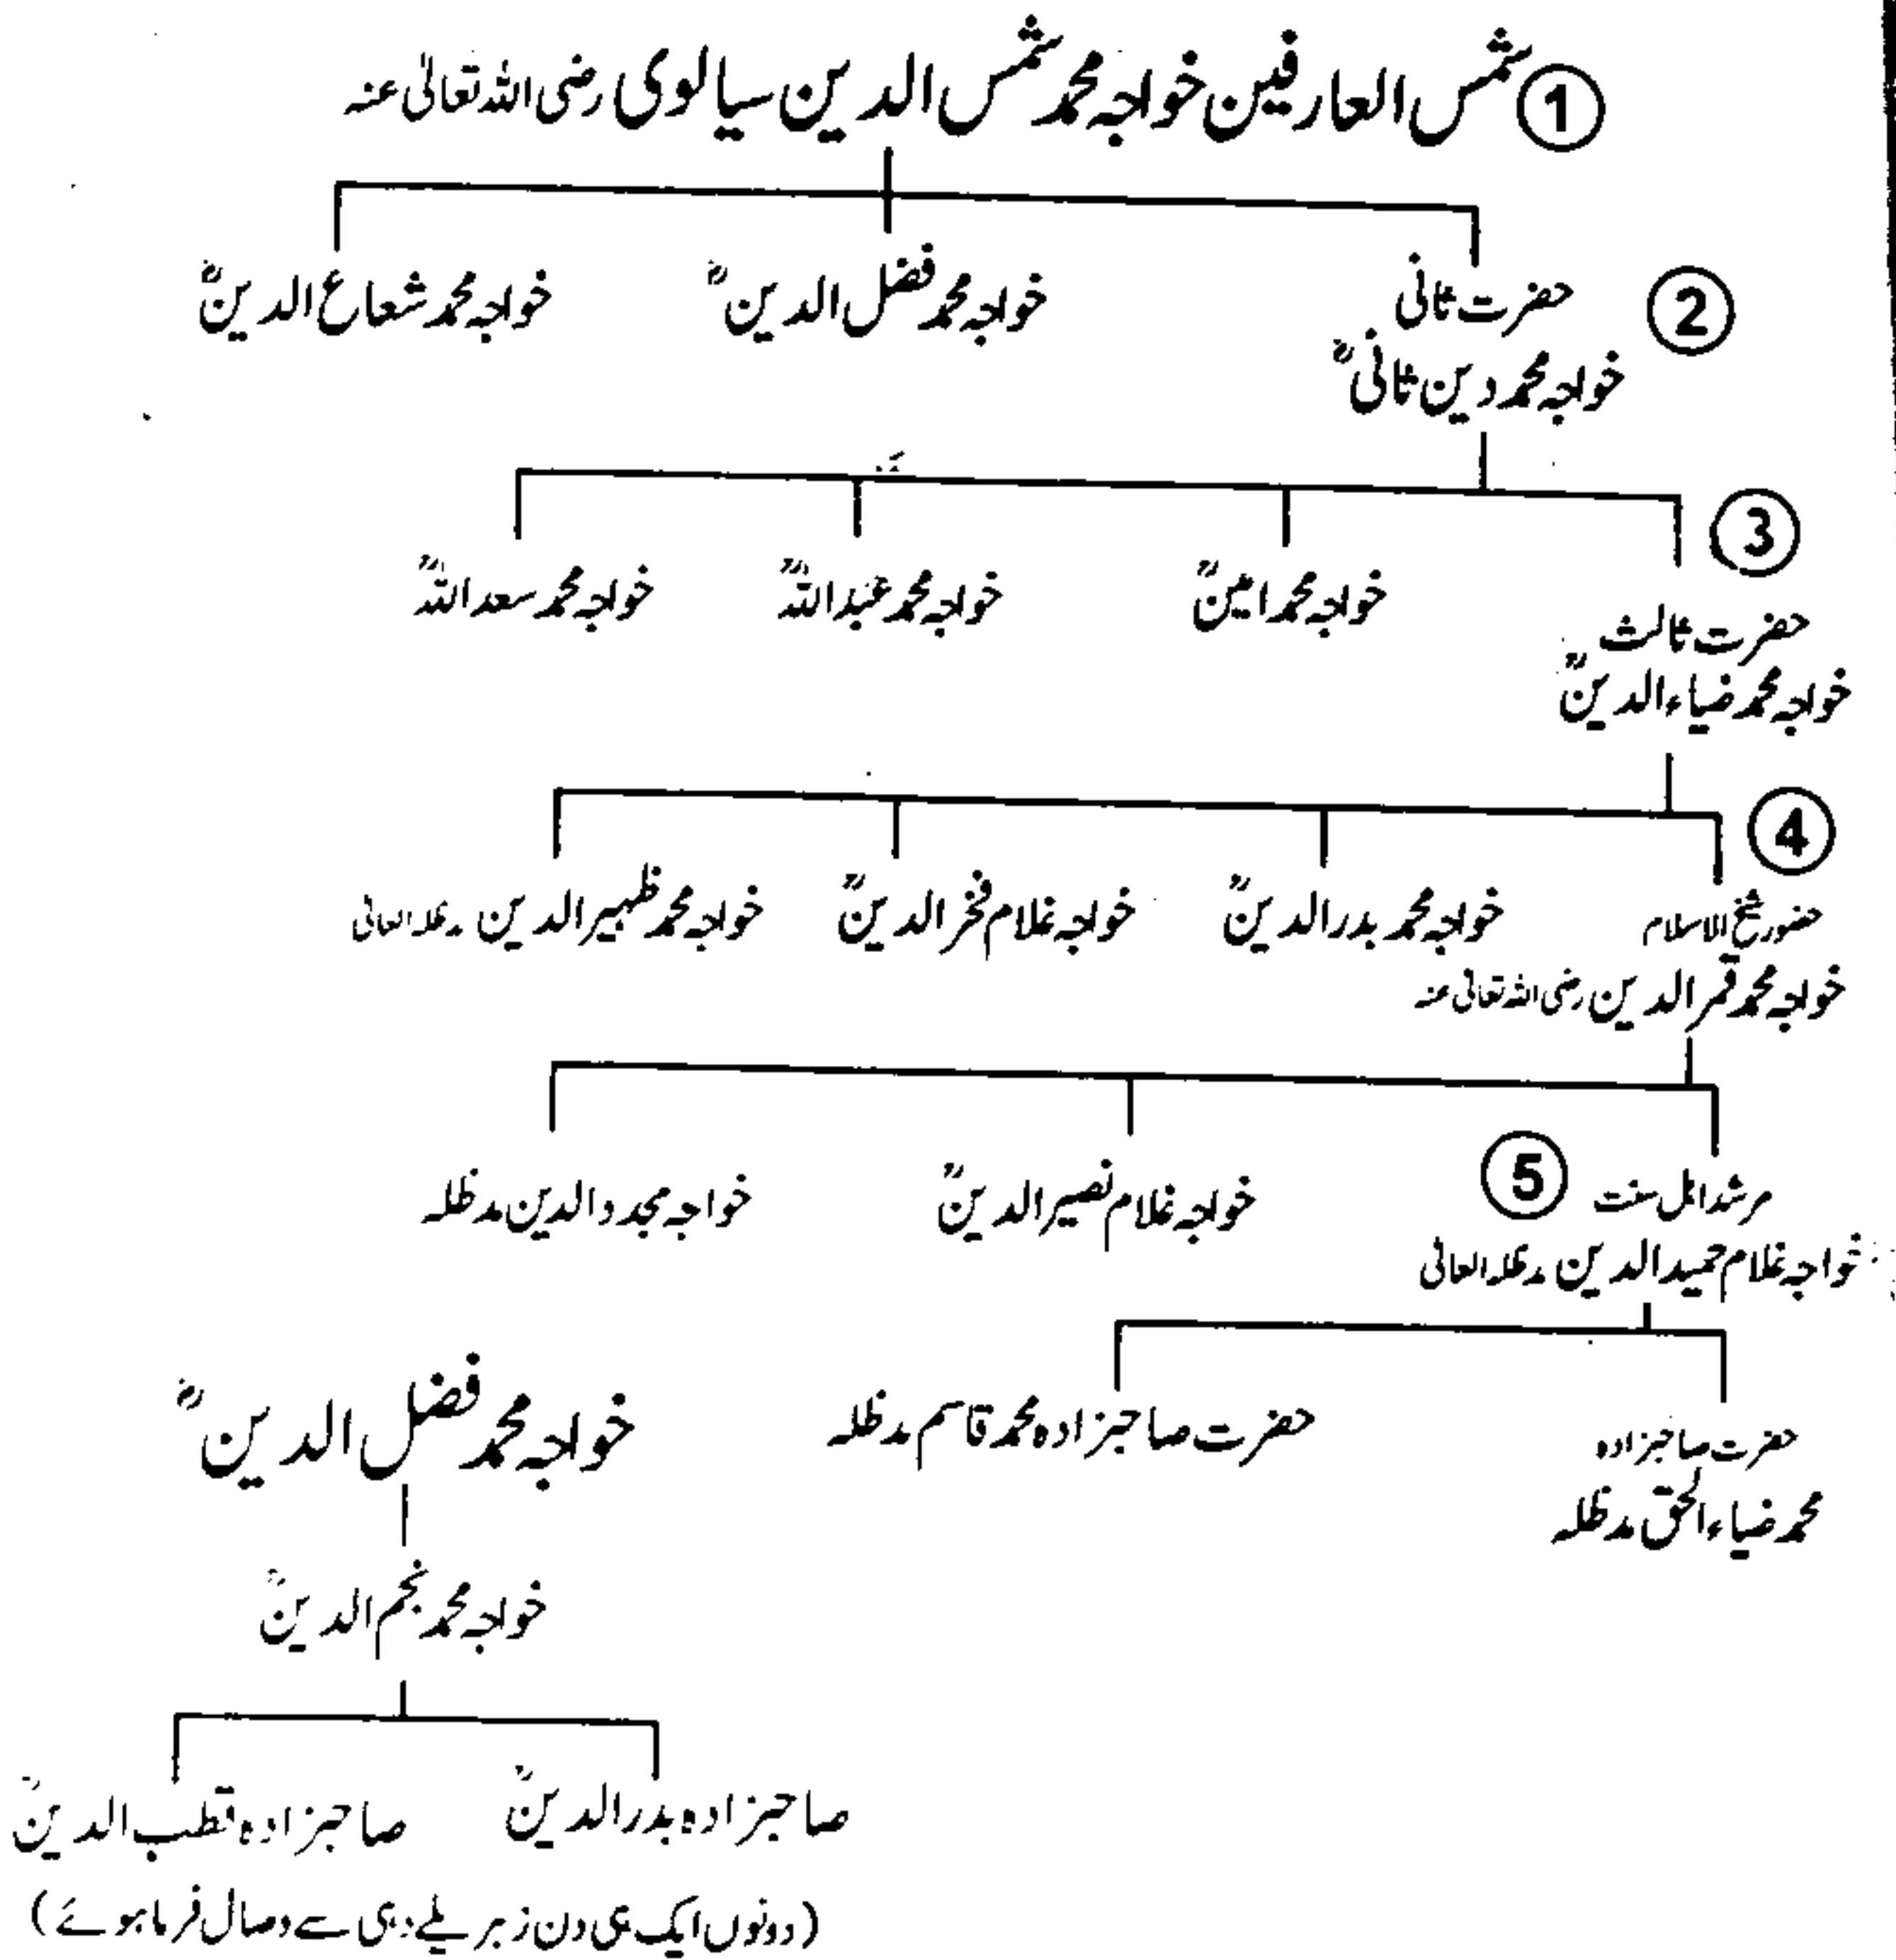 ① شمس العارفین خواجہ محمد شمس الدین سیالوی رضی اللہ تعالیٰ عنہ
② حضرت ثانی
خواجہ محمد دین ثانیؒ
خواجہ محمد فضل الدینؒ
خواجہ محمد شعاع الدینؒ
③
حضرت ثالث
خواجہ محمد ضیاء الدینؒ
خواجہ محمد امینؒ
خواجہ محمد عبداللہؒ
خواجہ محمد سعد اللہؒ
④
حضور شیخ الاسلام
خواجہ محمد قمر الدین رضی اللہ تعالیٰ عنہ
خواجہ محمد بدر الدینؒ
خواجہ غلام فخر الدینؒ
خواجہ محمد ظہیر الدین مدظلہ العالی
مرشد اہل سنت ⑤
خواجہ غلام حمید الدین مدظلہ العالی
خواجہ غلام نصیر الدینؒ
خواجہ مجدد الدین مدظلہ
حضرت صاحبزادہ
محمد ضیاء الحق مدظلہ
حضرت صاحبزادہ محمد قاسم مدظلہ
خواجہ محمد فضل الدینؒ
خواجہ محمد نجم الدینؒ
صاحبزادہ بدر الدینؒ
صاحبزادہ قطب الدینؒ
(دونوں ایک ہی دن زہریلے دہی سے وصال فرما ہوئے)